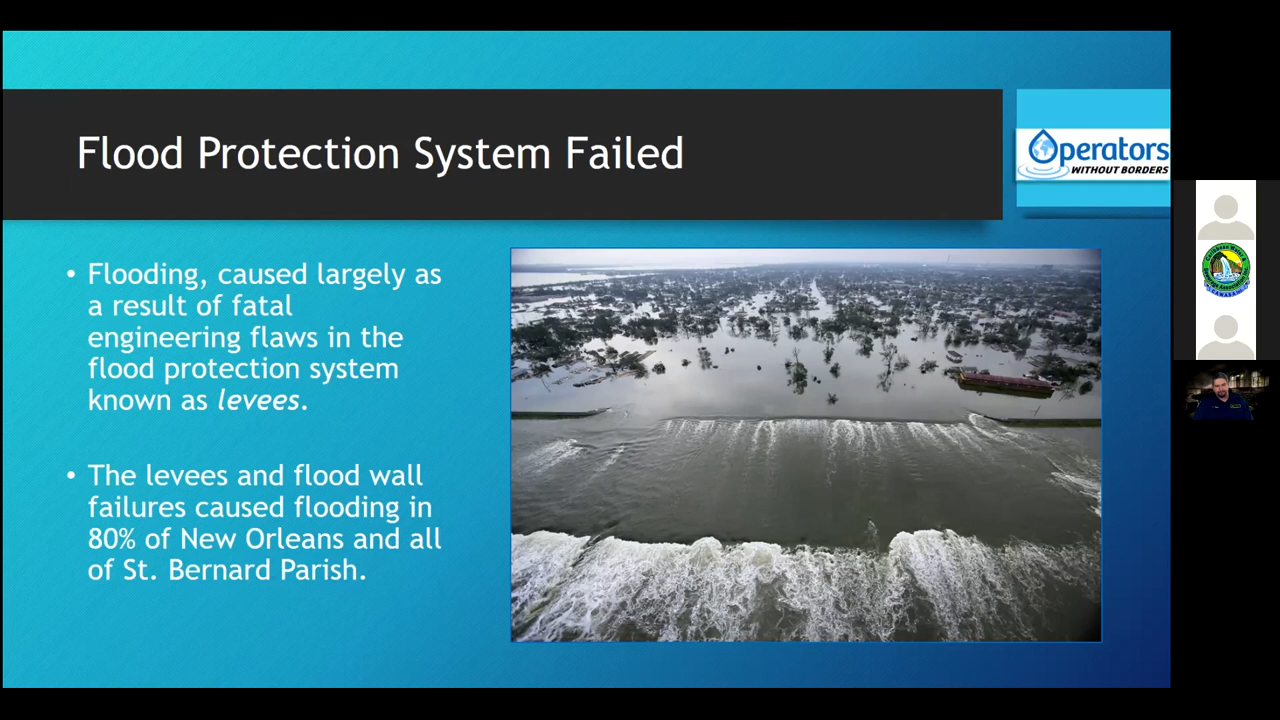 Flood Protection System Failed
Operators
WITHOUT BORDERS
• Flooding, caused largely as
a result of fatal
engineering flaws in the
flood protection system
known as levees.
• The levees and flood wall
failures caused flooding in
80% of New Orleans and all
of St. Bernard Parish.